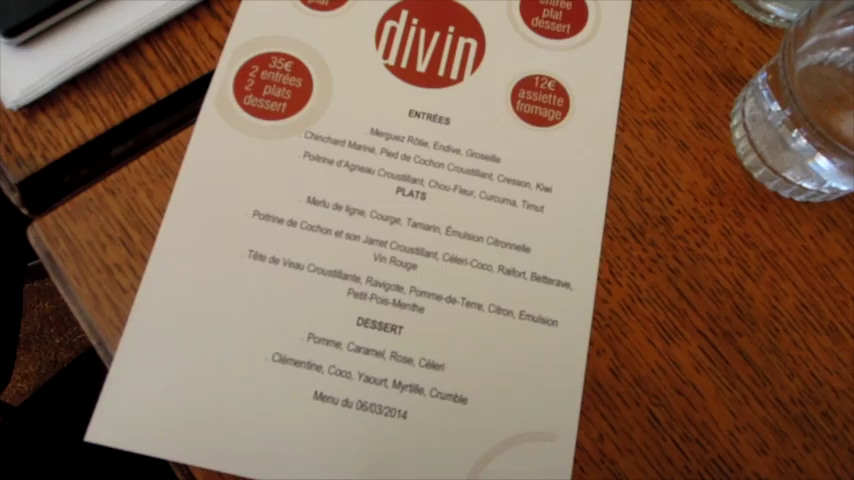 plat
divin
entrée
plat
dessert
35€
2 entrées
2 plats
dessert
12€
assiette
fromage
ENTRÉES
. Merguez Rôtie, Endive, Groseille
. Chinchard Mariné, Pied de Cochon Croustillant, Cresson, Kiwi
. Poitrine d'Agneau Croustillant, Chou-Fleur, Curcuma, Timut
PLATS
. Merlu de ligne, Courge, Tamarin, Émulsion Citronnelle
. Poitrine de Cochon et son Jarret Croustillant, Céleri-Coco, Raifort, Betterave,
Vin Rouge
. Tête de Veau Croustillante, Ravigote, Pomme-de-Terre, Citron, Emulsion
Petit-Pois-Menthe
DESSERT
. Pomme, Caramel, Rose, Céleri
. Clémentine, Coco, Yaourt, Myrtille, Crumble
Menu du 06/03/2014